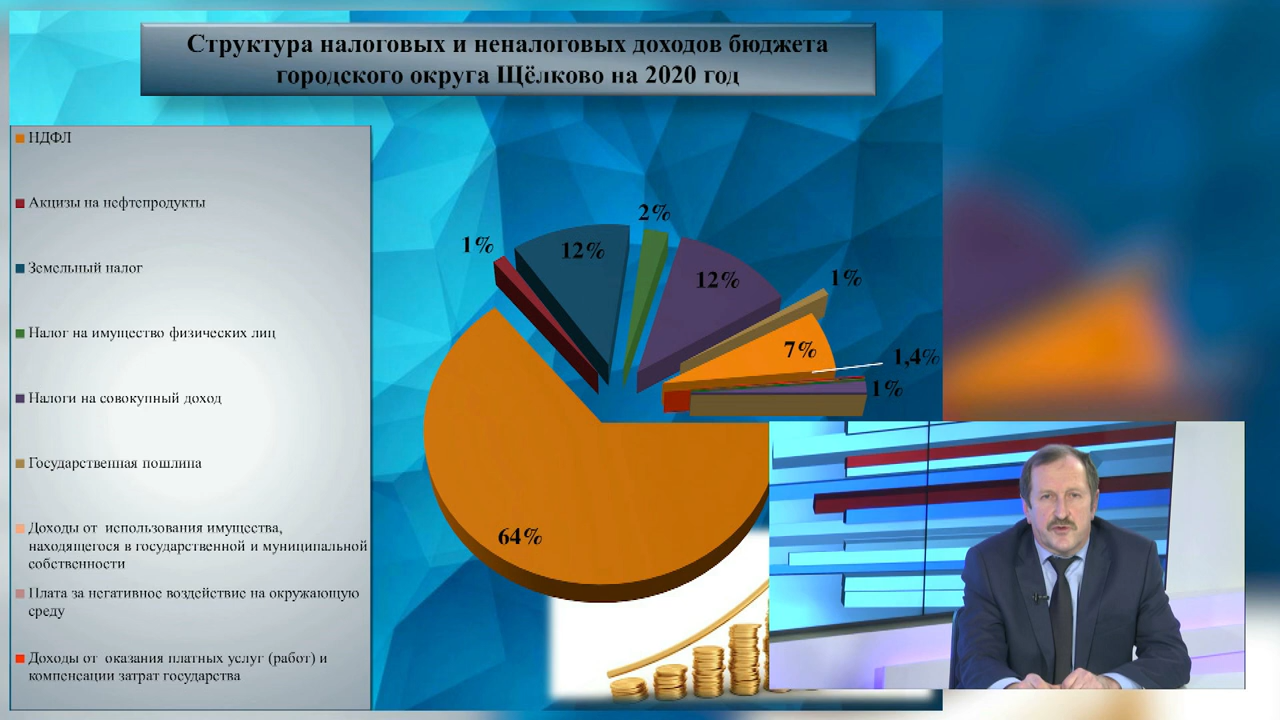 Структура налоговых и неналоговых доходов бюджета
городского округа Щёлково на 2020 год
НДФЛ
Акцизы на нефтепродукты
Земельный налог
Налог на имущество физических лиц
Налоги на совокупный доход
Государственная пошлина
Доходы от использования имущества,
находящегося в государственной и муниципальной
собственности
Плата за негативное воздействие на окружающую
среду
Доходы от оказания платных услуг (работ) и
компенсации затрат государства
1%
12%
2%
12%
1%
7%
1,4%
1%
64%